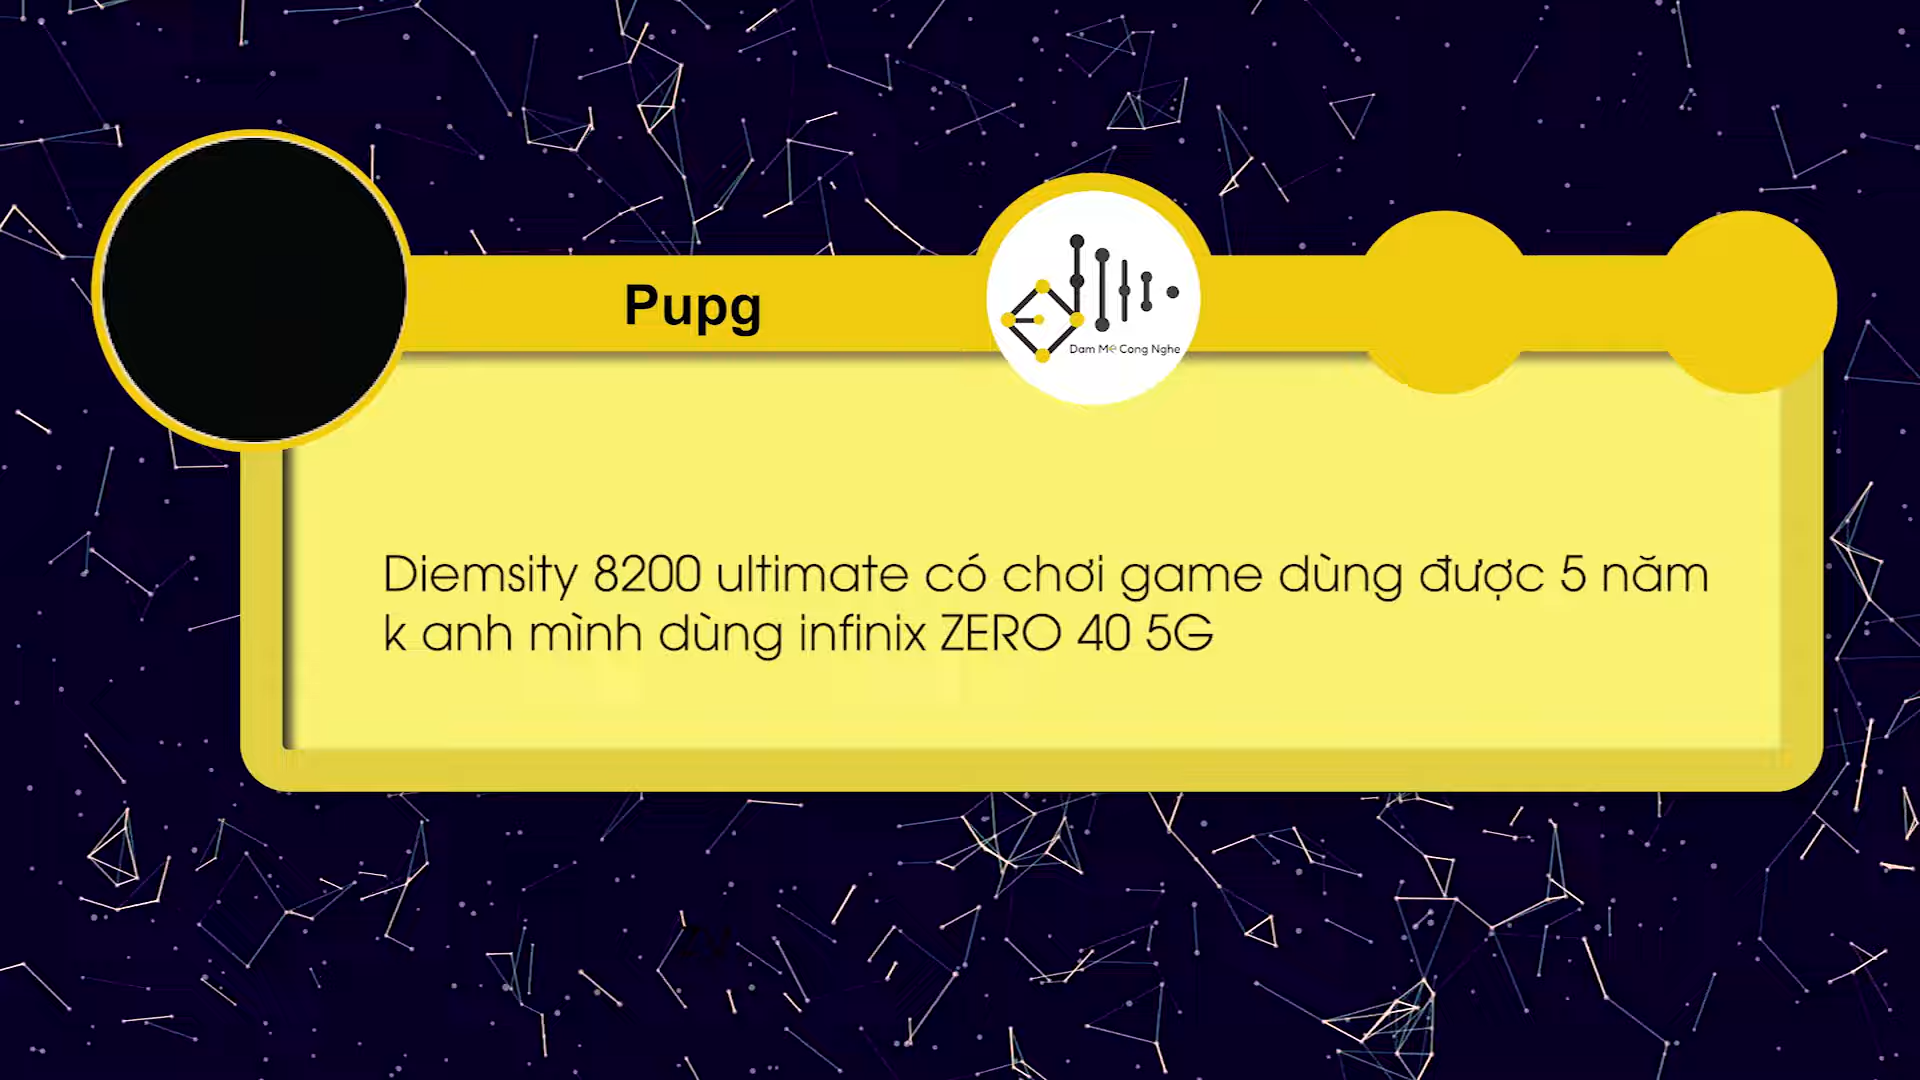 Pupg
Dam Mê Cong Nghe
Diemsity 8200 ultimate có chơi game dùng được 5 năm
k anh mình dùng infinix ZERO 40 5G